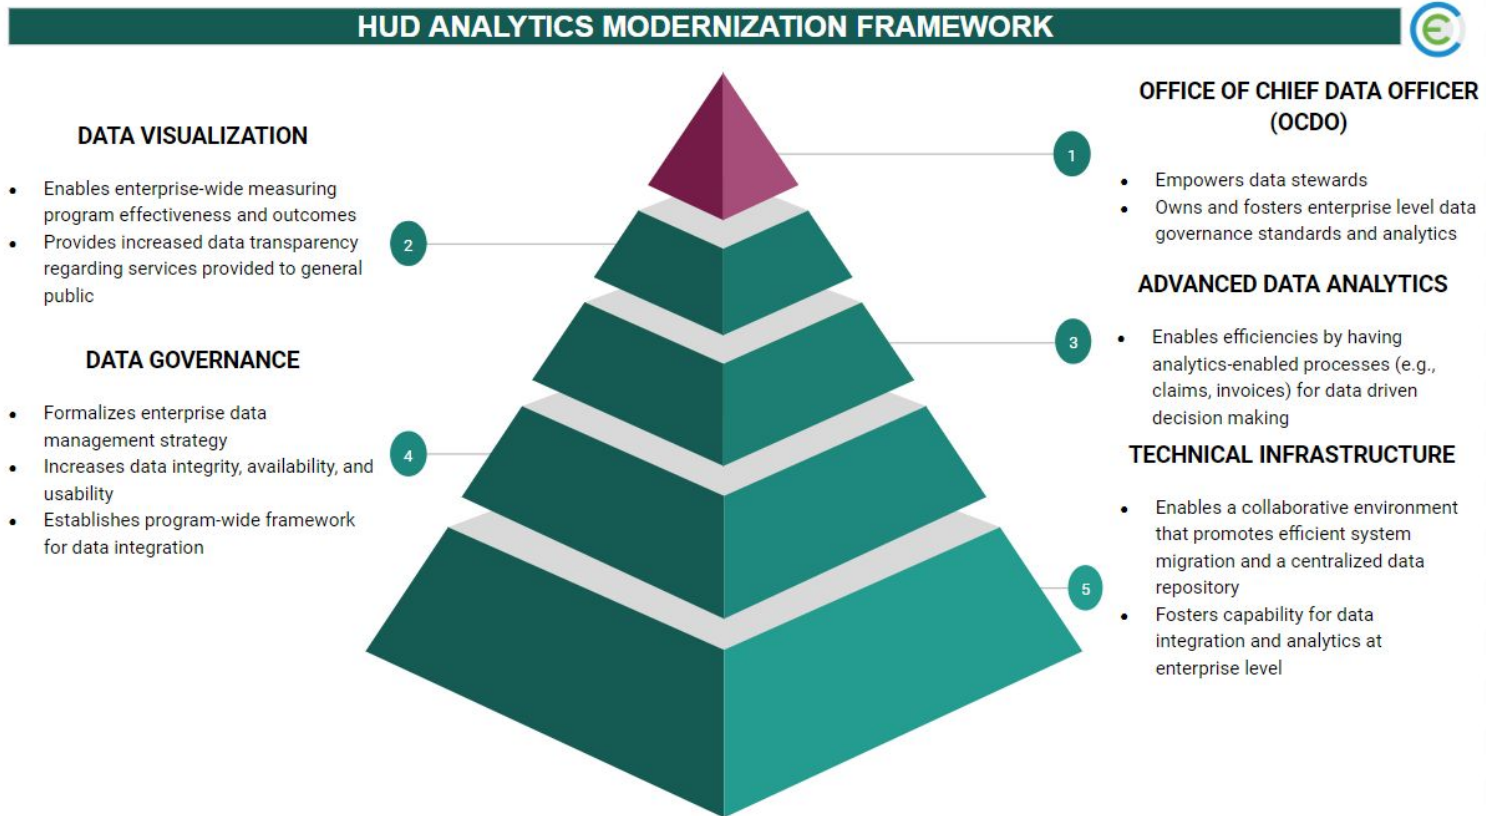 HUD ANALYTICS MODERNIZATION FRAMEWORK
OFFICE OF CHIEF DATA OFFICER
(OCDO)
1
• Empowers data stewards
• Owns and fosters enterprise level data
governance standards and analytics
DATA VISUALIZATION
• Enables enterprise-wide measuring
program effectiveness and outcomes
• Provides increased data transparency
regarding services provided to general
public
2
ADVANCED DATA ANALYTICS
3
• Enables efficiencies by having
analytics-enabled processes (e.g.,
claims, invoices) for data driven
decision making
DATA GOVERNANCE
• Formalizes enterprise data
management strategy
• Increases data integrity, availability, and
usability
• Establishes program-wide framework
for data integration
4
TECHNICAL INFRASTRUCTURE
• Enables a collaborative environment
that promotes efficient system
migration and a centralized data
repository
• Fosters capability for data
integration and analytics at
enterprise level
5